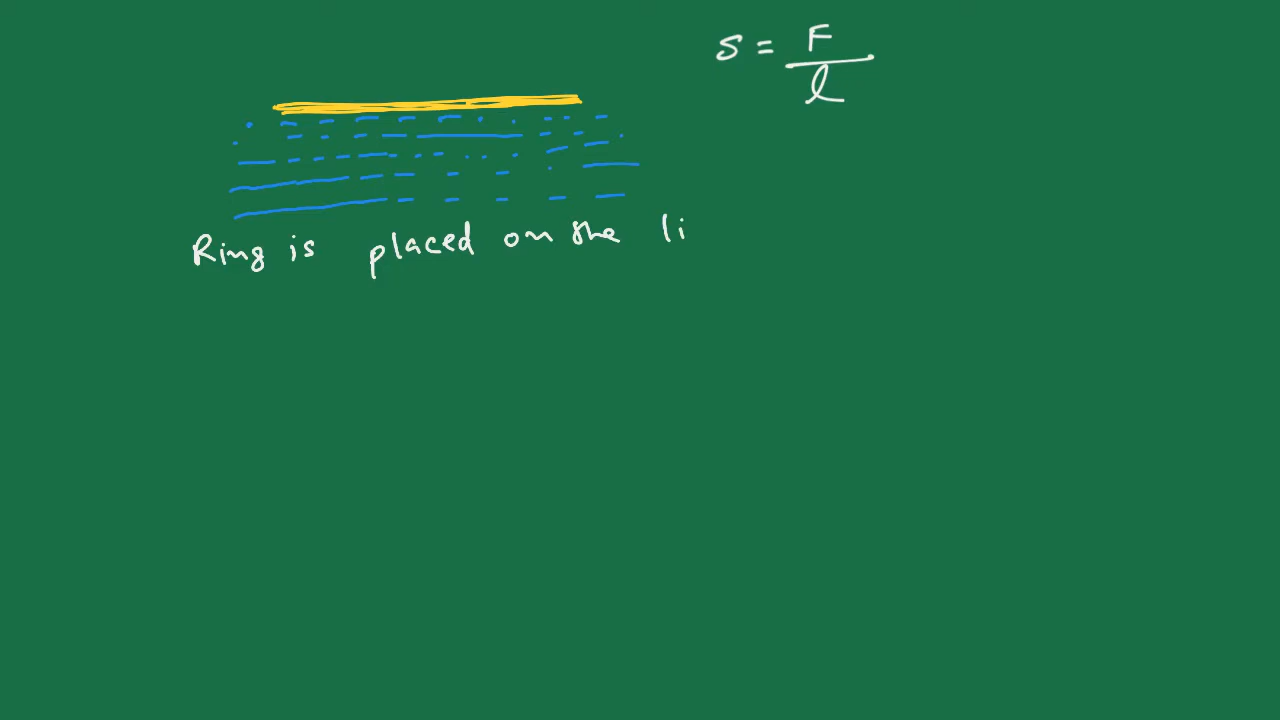 s = F / l
Ring is placed on the li